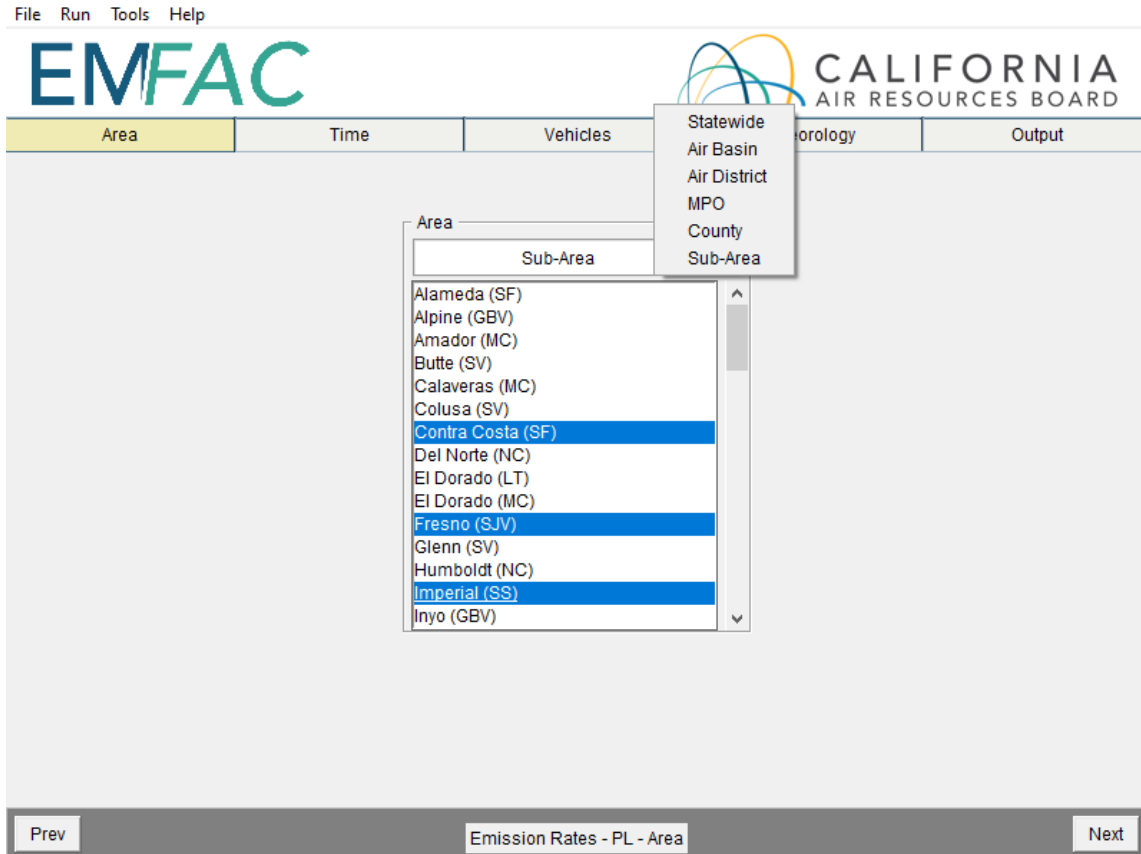 File Run Tools Help
EMFAC
CALIFORNIA
AIR RESOURCES BOARD
Area Time Vehicles orology Output
Statewide
Air Basin
Air District
MPO
County
Sub-Area
Area
Sub-Area
Alameda (SF)
Alpine (GBV)
Amador (MC)
Butte (SV)
Calaveras (MC)
Colusa (SV)
Contra Costa (SF)
Del Norte (NC)
El Dorado (LT)
El Dorado (MC)
Fresno (SJV)
Glenn (SV)
Humboldt (NC)
Imperial (SS)
Inyo (GBV)
Prev Emission Rates - PL - Area Next